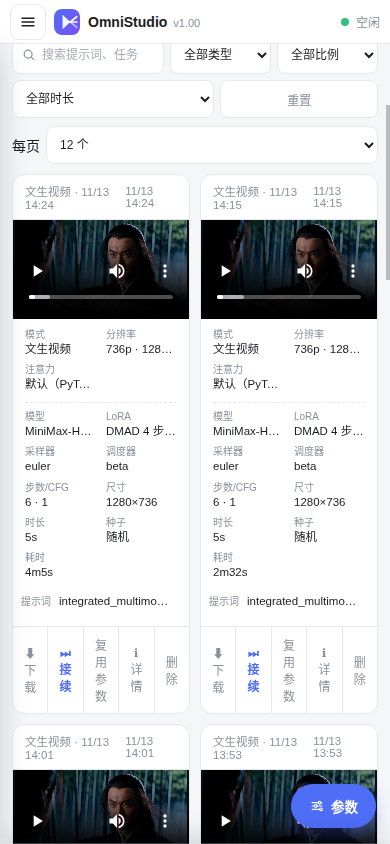 OmniStudio v1.00 空闲
搜索提示词、任务 全部类型 全部比例
全部时长 重置
每页 12 个
文生视频 · 11/13 14:24 11/13 14:24
模式 分辨率
文生视频 736p · 128…
注意力
默认（PyT…
模型 LoRA
MiniMax-H… DMAD 4 步…
采样器 调度器
euler beta
步数/CFG 尺寸
6 · 1 1280×736
时长 种子
5s 随机
耗时
4m5s
提示词 integrated_multimo…
下载 接续 复用参数 详情 删除
文生视频 · 11/13 14:15 11/13 14:15
模式 分辨率
文生视频 736p · 128…
注意力
默认（PyT…
模型 LoRA
MiniMax-H… DMAD 4 步…
采样器 调度器
euler beta
步数/CFG 尺寸
6 · 1 1280×736
时长 种子
5s 随机
耗时
2m32s
提示词 integrated_multimo…
下载 接续 复用参数 详情 删除
文生视频 · 11/13 14:01 11/13 14:01
文生视频 · 11/13 13:53 11/13 13:53
参数